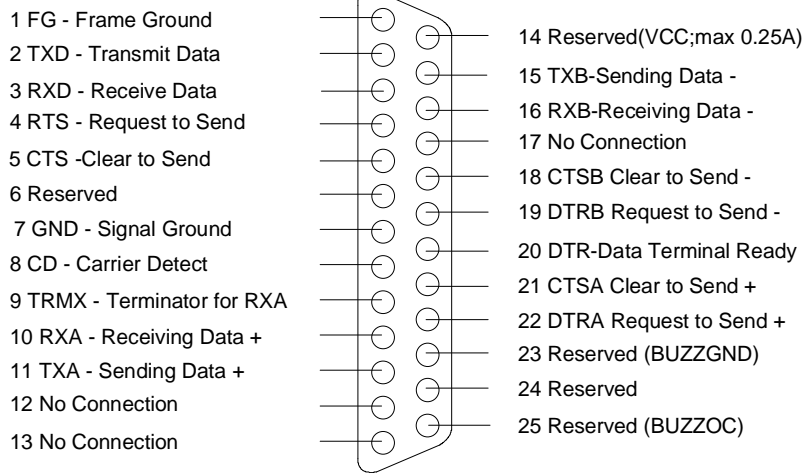 1 FG - Frame Ground
2 TXD - Transmit Data
3 RXD - Receive Data
4 RTS - Request to Send
5 CTS -Clear to Send
6 Reserved
7 GND - Signal Ground
8 CD - Carrier Detect
9 TRMX - Terminator for RXA
10 RXA - Receiving Data +
11 TXA - Sending Data +
12 No Connection
13 No Connection
14 Reserved(VCC;max 0.25A)
15 TXB-Sending Data -
16 RXB-Receiving Data -
17 No Connection
18 CTSB Clear to Send -
19 DTRB Request to Send -
20 DTR-Data Terminal Ready
21 CTSA Clear to Send +
22 DTRA Request to Send +
23 Reserved (BUZZGND)
24 Reserved
25 Reserved (BUZZOC)